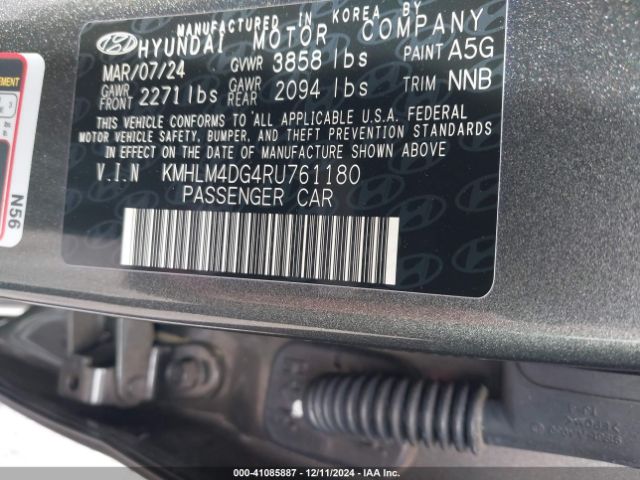 MANUFACTURED IN KOREA BY
HYUNDAI MOTOR COMPANY
MAR/07/24 GVWR 3858 lbs PAINT A5G
GAWR FRONT 2271 lbs GAWR REAR 2094 lbs TRIM NNB
THIS VEHICLE CONFORMS TO ALL APPLICABLE U.S.A. FEDERAL
MOTOR VEHICLE SAFETY, BUMPER, AND THEFT PREVENTION STANDARDS
IN EFFECT ON THE DATE OF MANUFACTURE SHOWN ABOVE
V.I.N KMHLM4DG4RU761180
PASSENGER CAR
N56
000-41085887 - 12/11/2024 - IAA Inc.